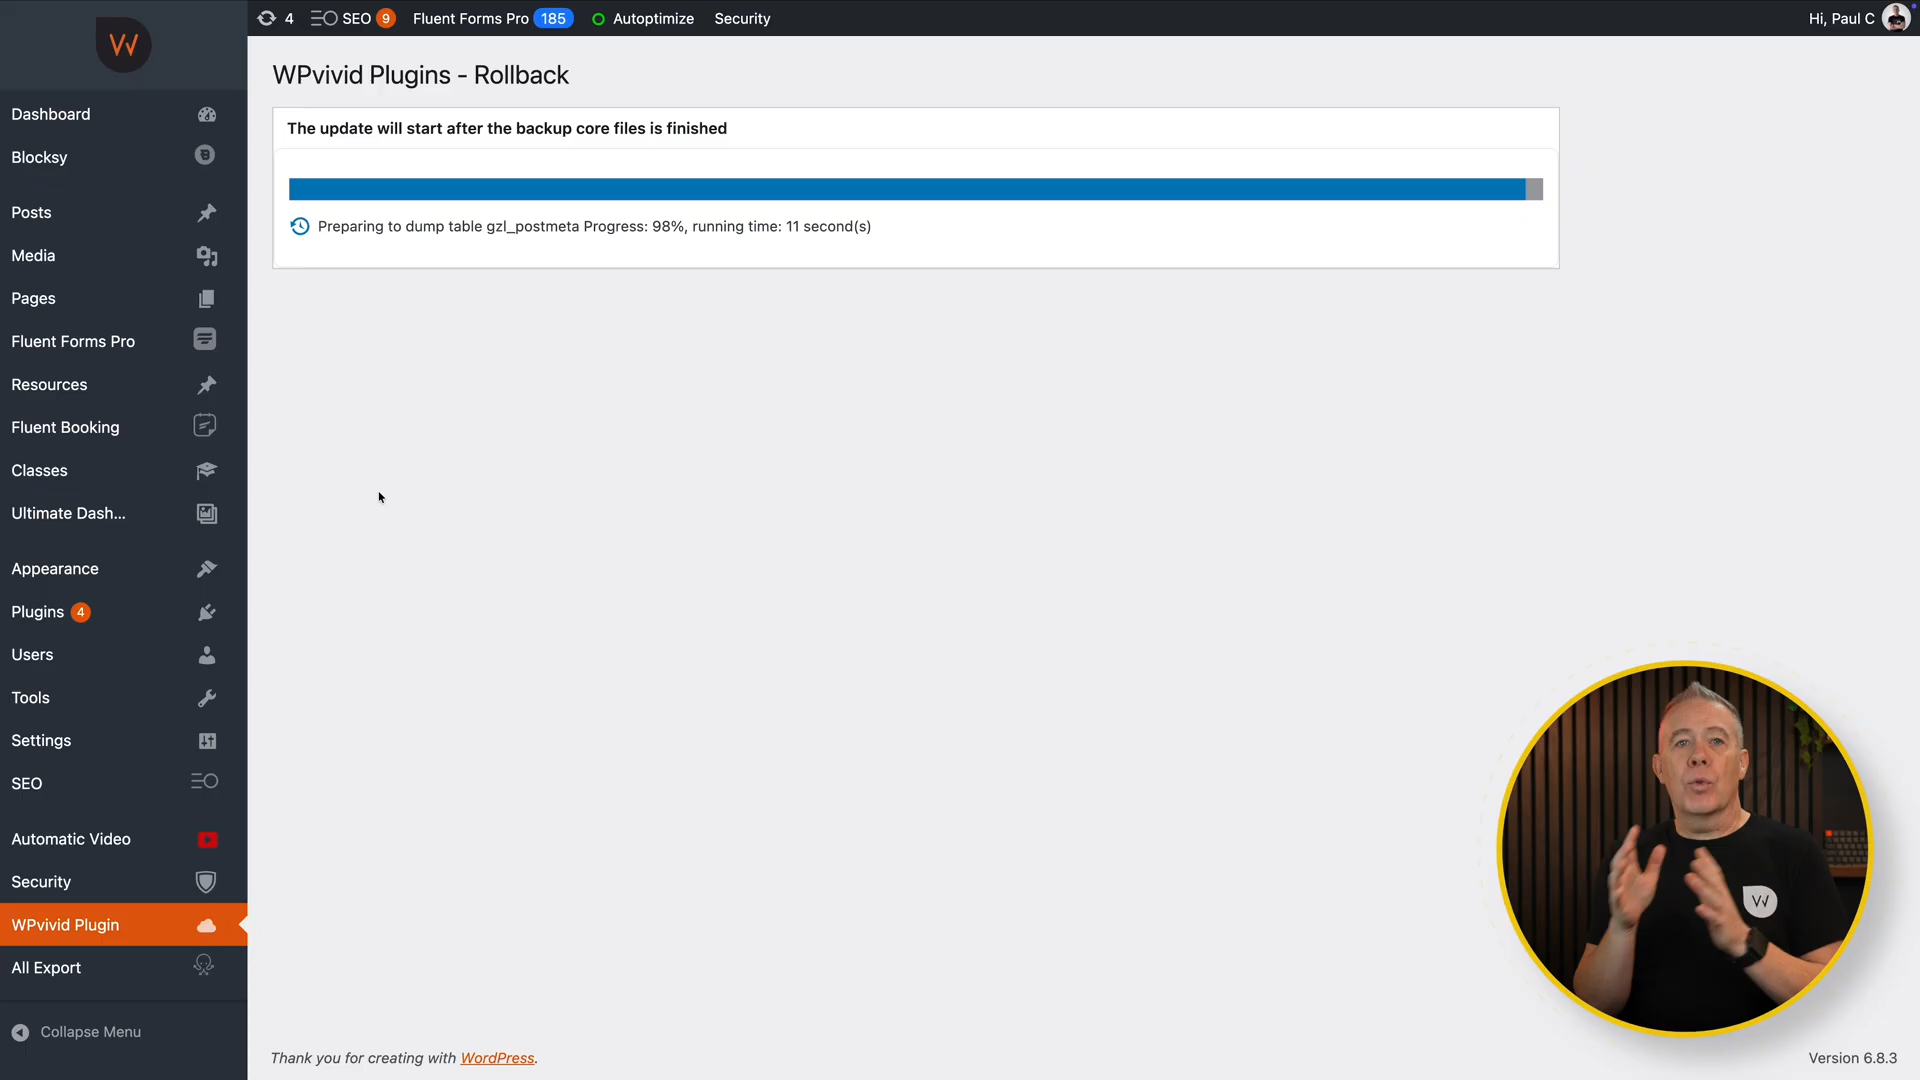 4
SEO 9
Fluent Forms Pro 185
Autoptimize
Security
Hi, Paul C
W
Dashboard
Blocksy
Posts
Media
Pages
Fluent Forms Pro
Resources
Fluent Booking
Classes
Ultimate Dash...
Appearance
Plugins 4
Users
Tools
Settings
SEO
Automatic Video
Security
WPvivid Plugin
All Export
Collapse Menu
WPvivid Plugins - Rollback
The update will start after the backup core files is finished
Preparing to dump table gzl_postmeta Progress: 98%, running time: 11 second(s)
W
Thank you for creating with WordPress.
Version 6.8.3